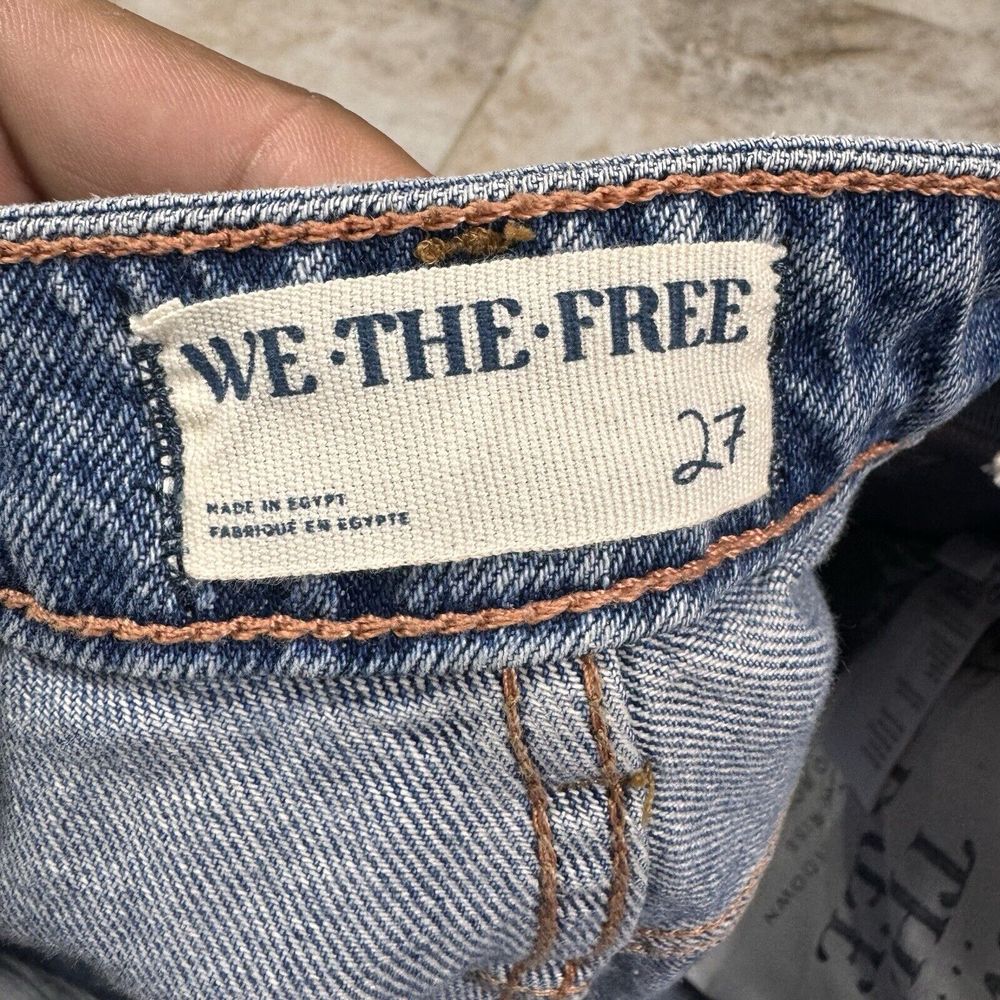 WE·THE·FREE
27
MADE IN EGYPT
FABRIQUÉ EN EGYPTE